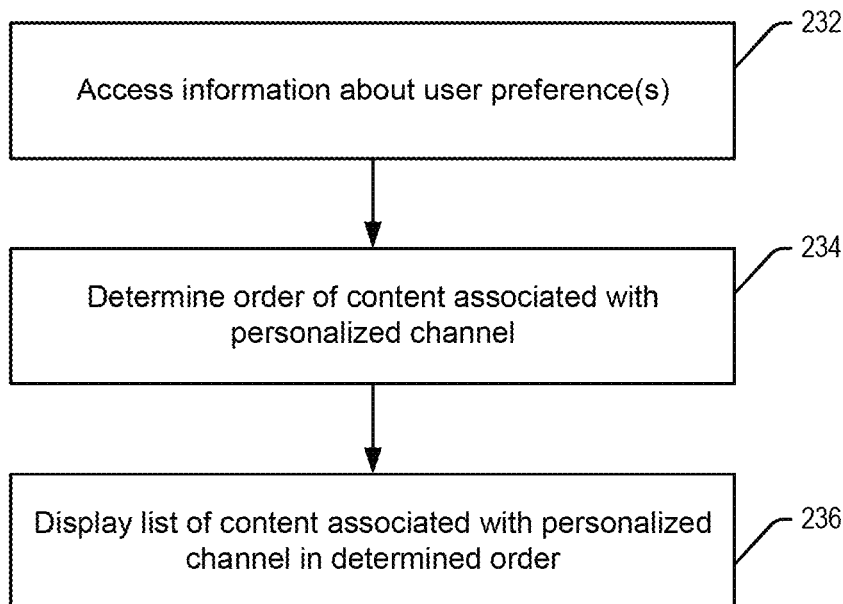 232
Access information about user preference(s)
234
Determine order of content associated with
personalized channel
Display list of content associated with personalized
channel in determined order
236